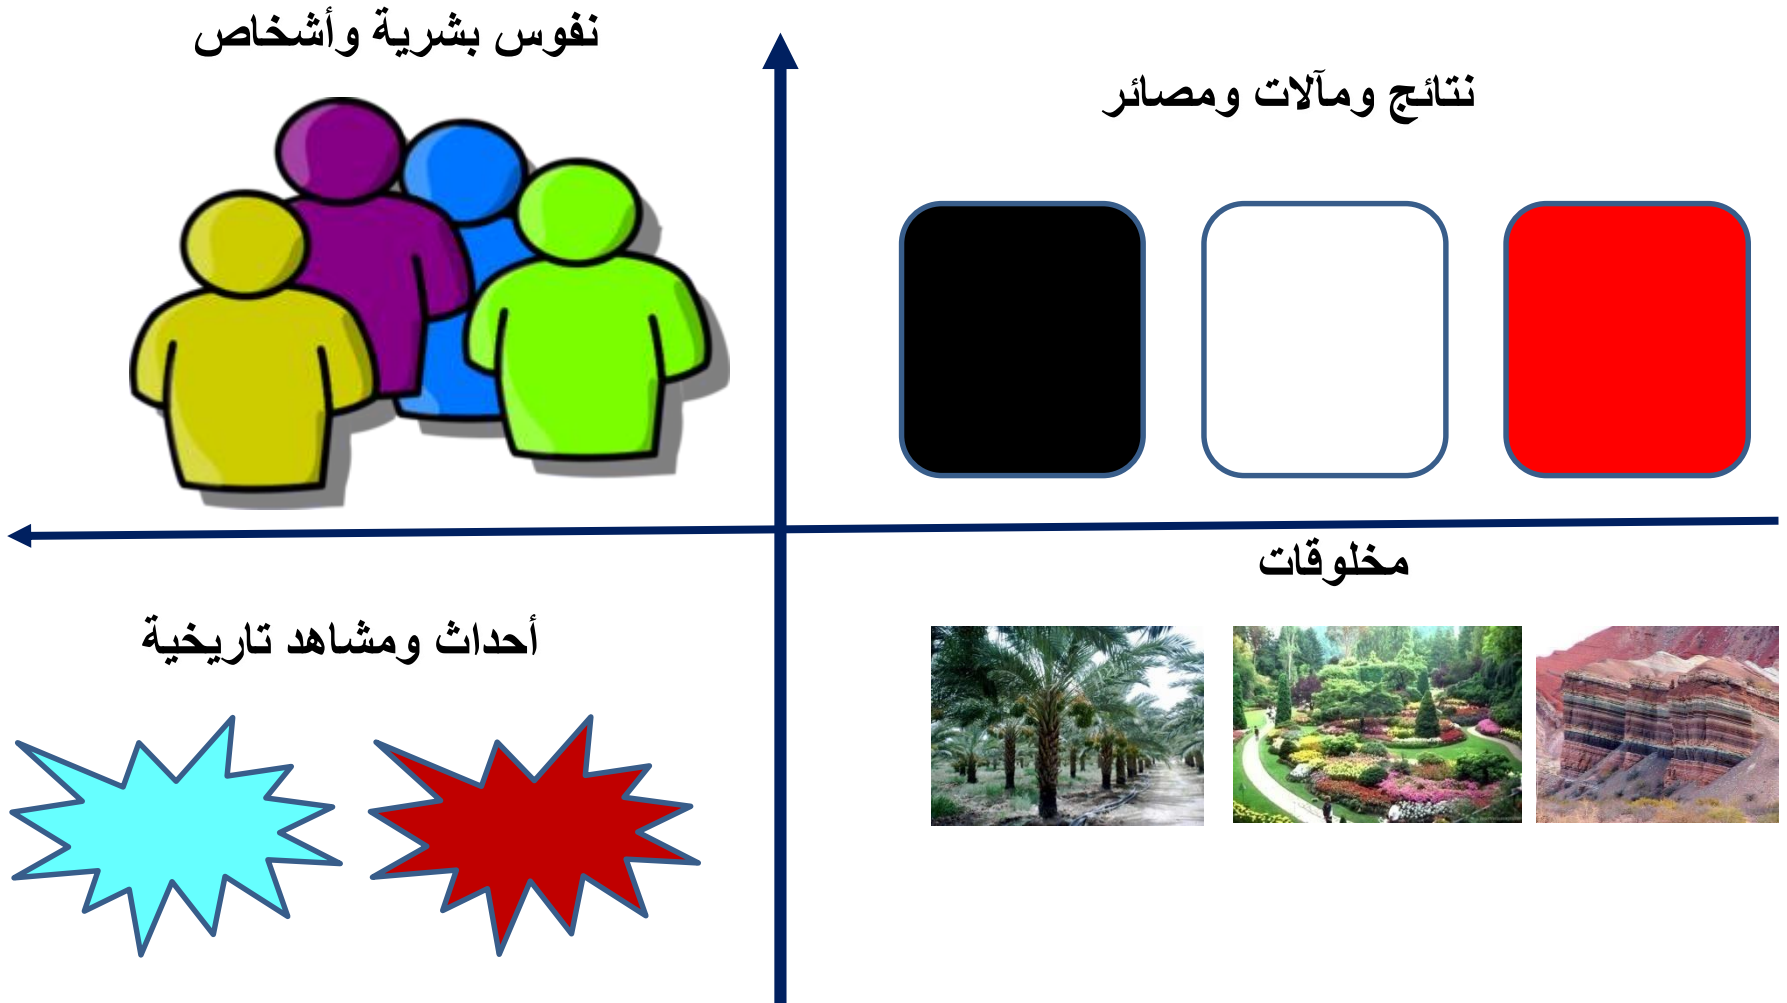 نتائج ومآلات ومصائر
نفوس بشرية وأشخاص
مخلوقات
أحداث ومشاهد تاريخية